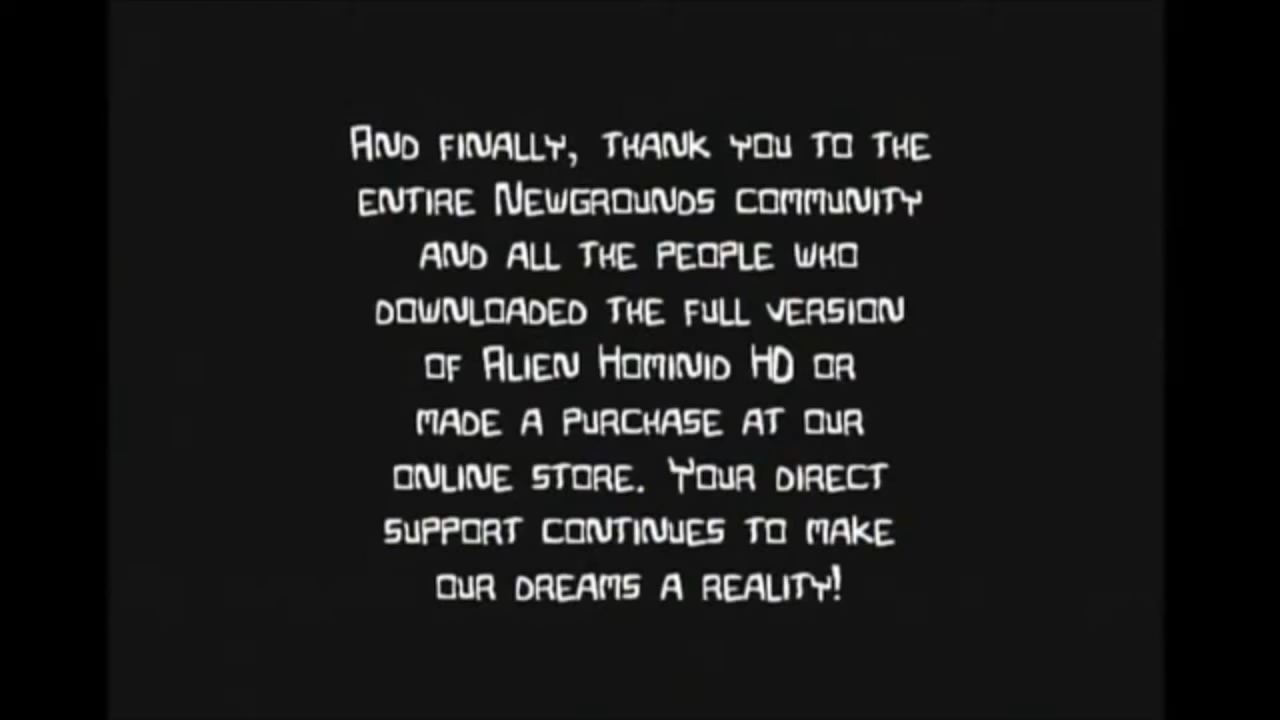 And finally, thank you to the
entire Newgrounds community
and all the people who
downloaded the full version
of Alien Hominid HD or
made a purchase at our
online store. Your direct
support continues to make
our dreams a reality!